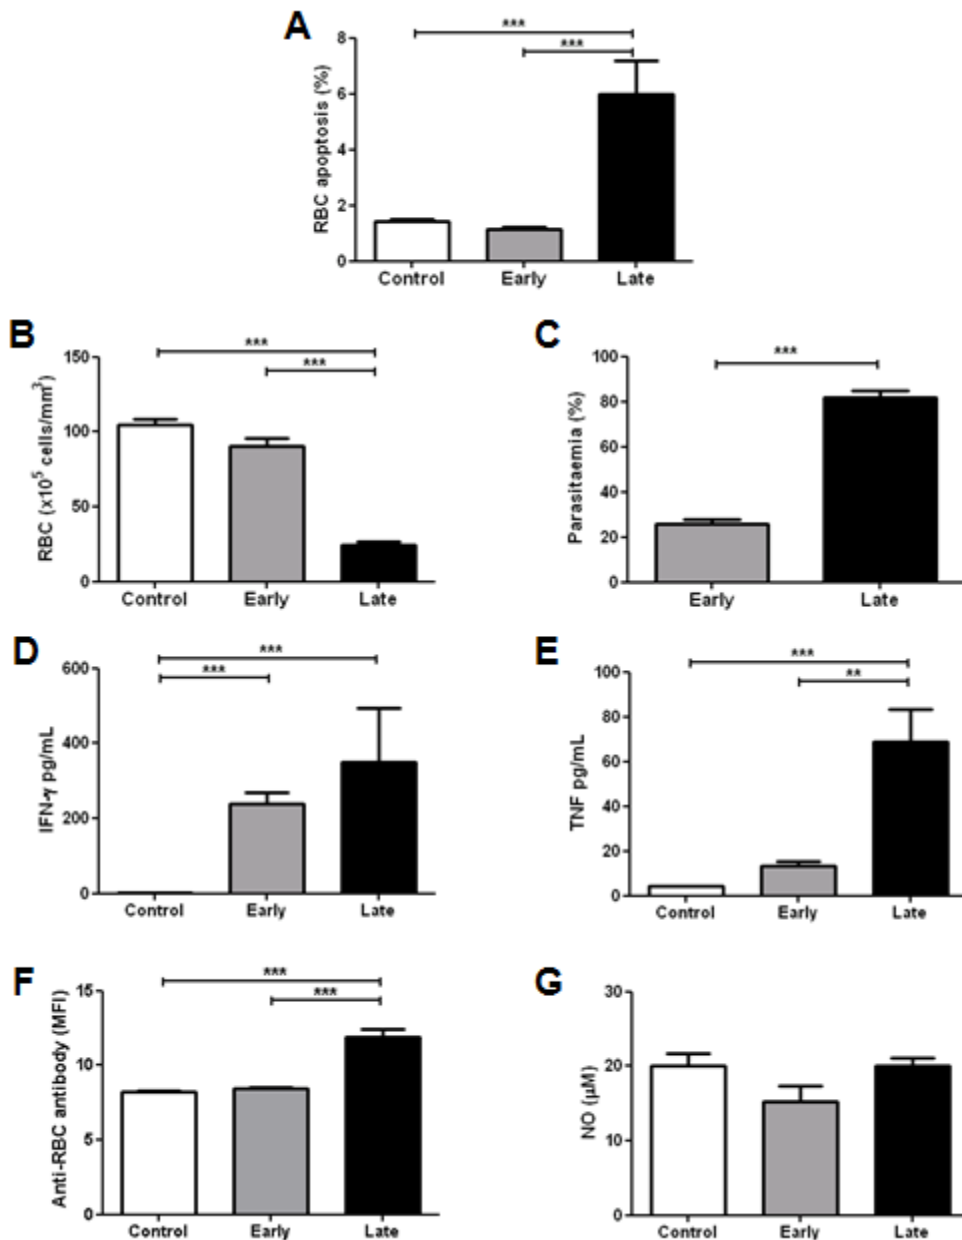 A
***
***
RBC apoptosis (%)
8
6
4
2
0
Control Early Late
B
***
***
RBC (x10⁵ cells/mm³)
150
100
50
0
Control Early Late
C
***
Parasitaemia (%)
100
80
60
40
20
0
Early Late
D
***
***
IFN-γ pg/mL
600
400
200
0
Control Early Late
E
***
**
TNF pg/mL
100
80
60
40
20
0
Control Early Late
F
***
***
Anti-RBC antibody (MFI)
15
10
5
0
Control Early Late
G
NO (µM)
30
20
10
0
Control Early Late